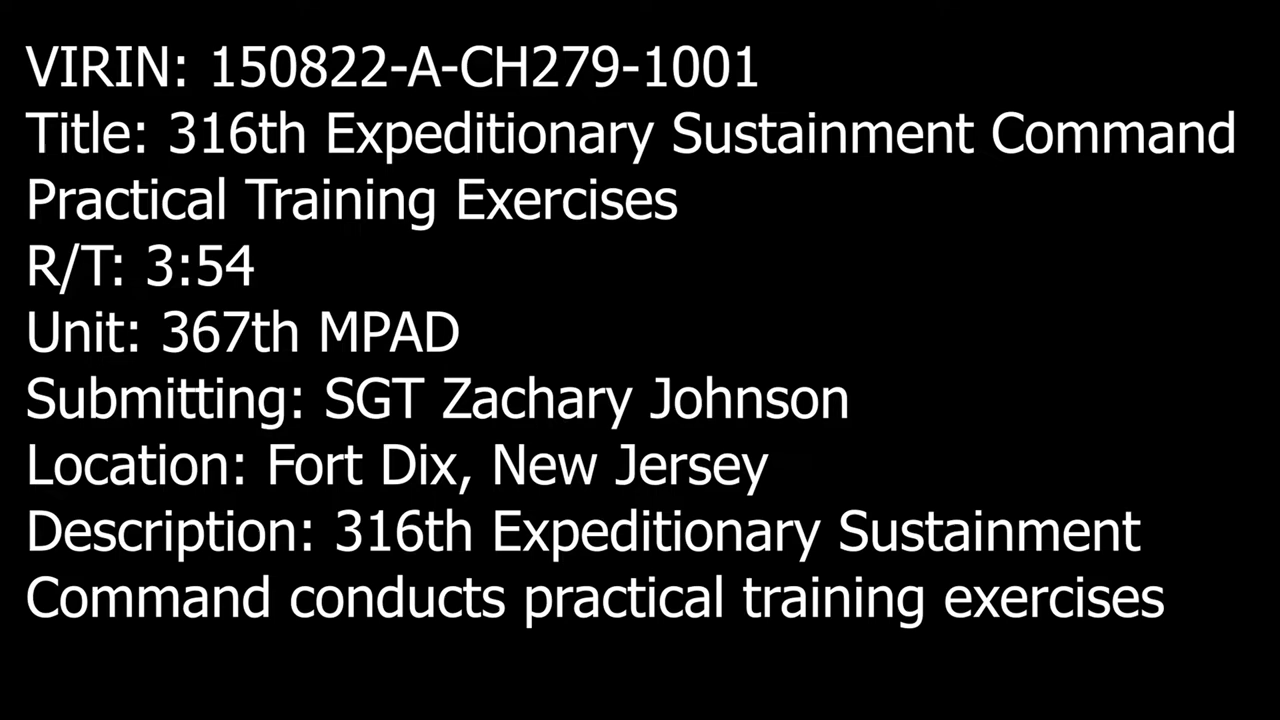 VIRIN: 150822-A-CH279-1001
Title: 316th Expeditionary Sustainment Command
Practical Training Exercises
R/T: 3:54
Unit: 367th MPAD
Submitting: SGT Zachary Johnson
Location: Fort Dix, New Jersey
Description: 316th Expeditionary Sustainment
Command conducts practical training exercises